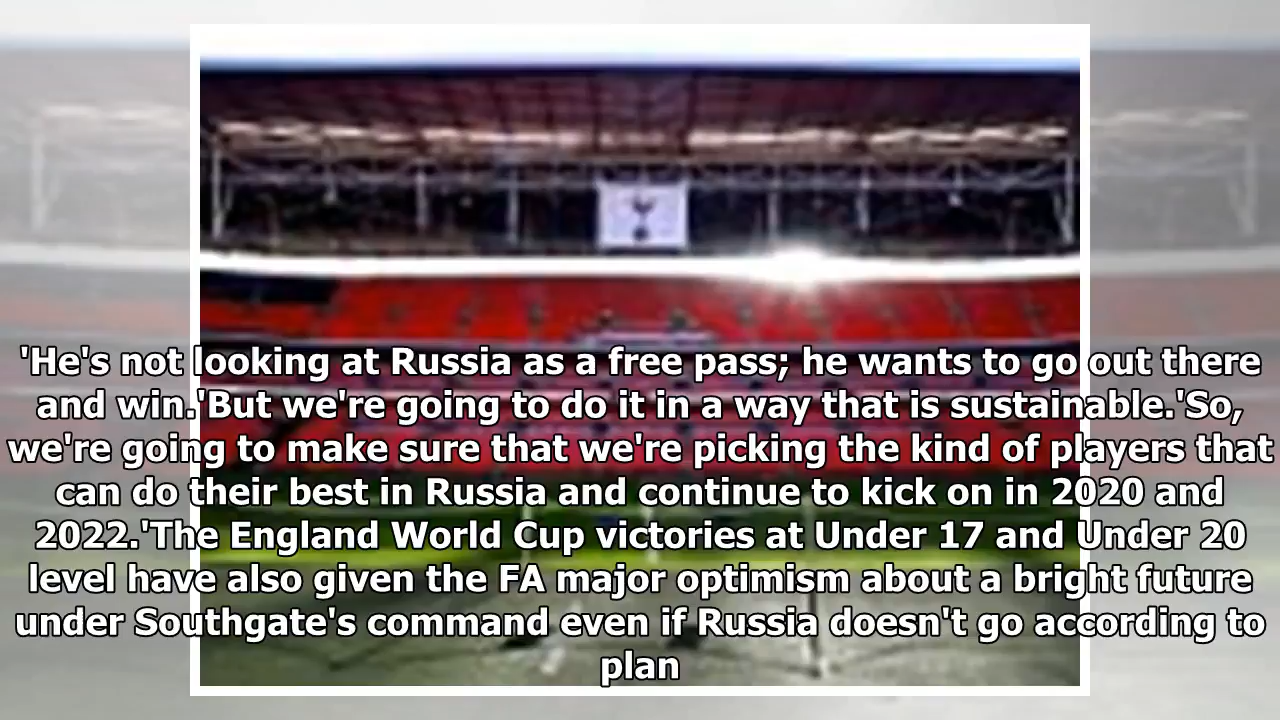 'He's not looking at Russia as a free pass; he wants to go out there
and win.'But we're going to do it in a way that is sustainable.'So,
we're going to make sure that we're picking the kind of players that
can do their best in Russia and continue to kick on in 2020 and
2022.'The England World Cup victories at Under 17 and Under 20
level have also given the FA major optimism about a bright future
under Southgate's command even if Russia doesn't go according to
plan